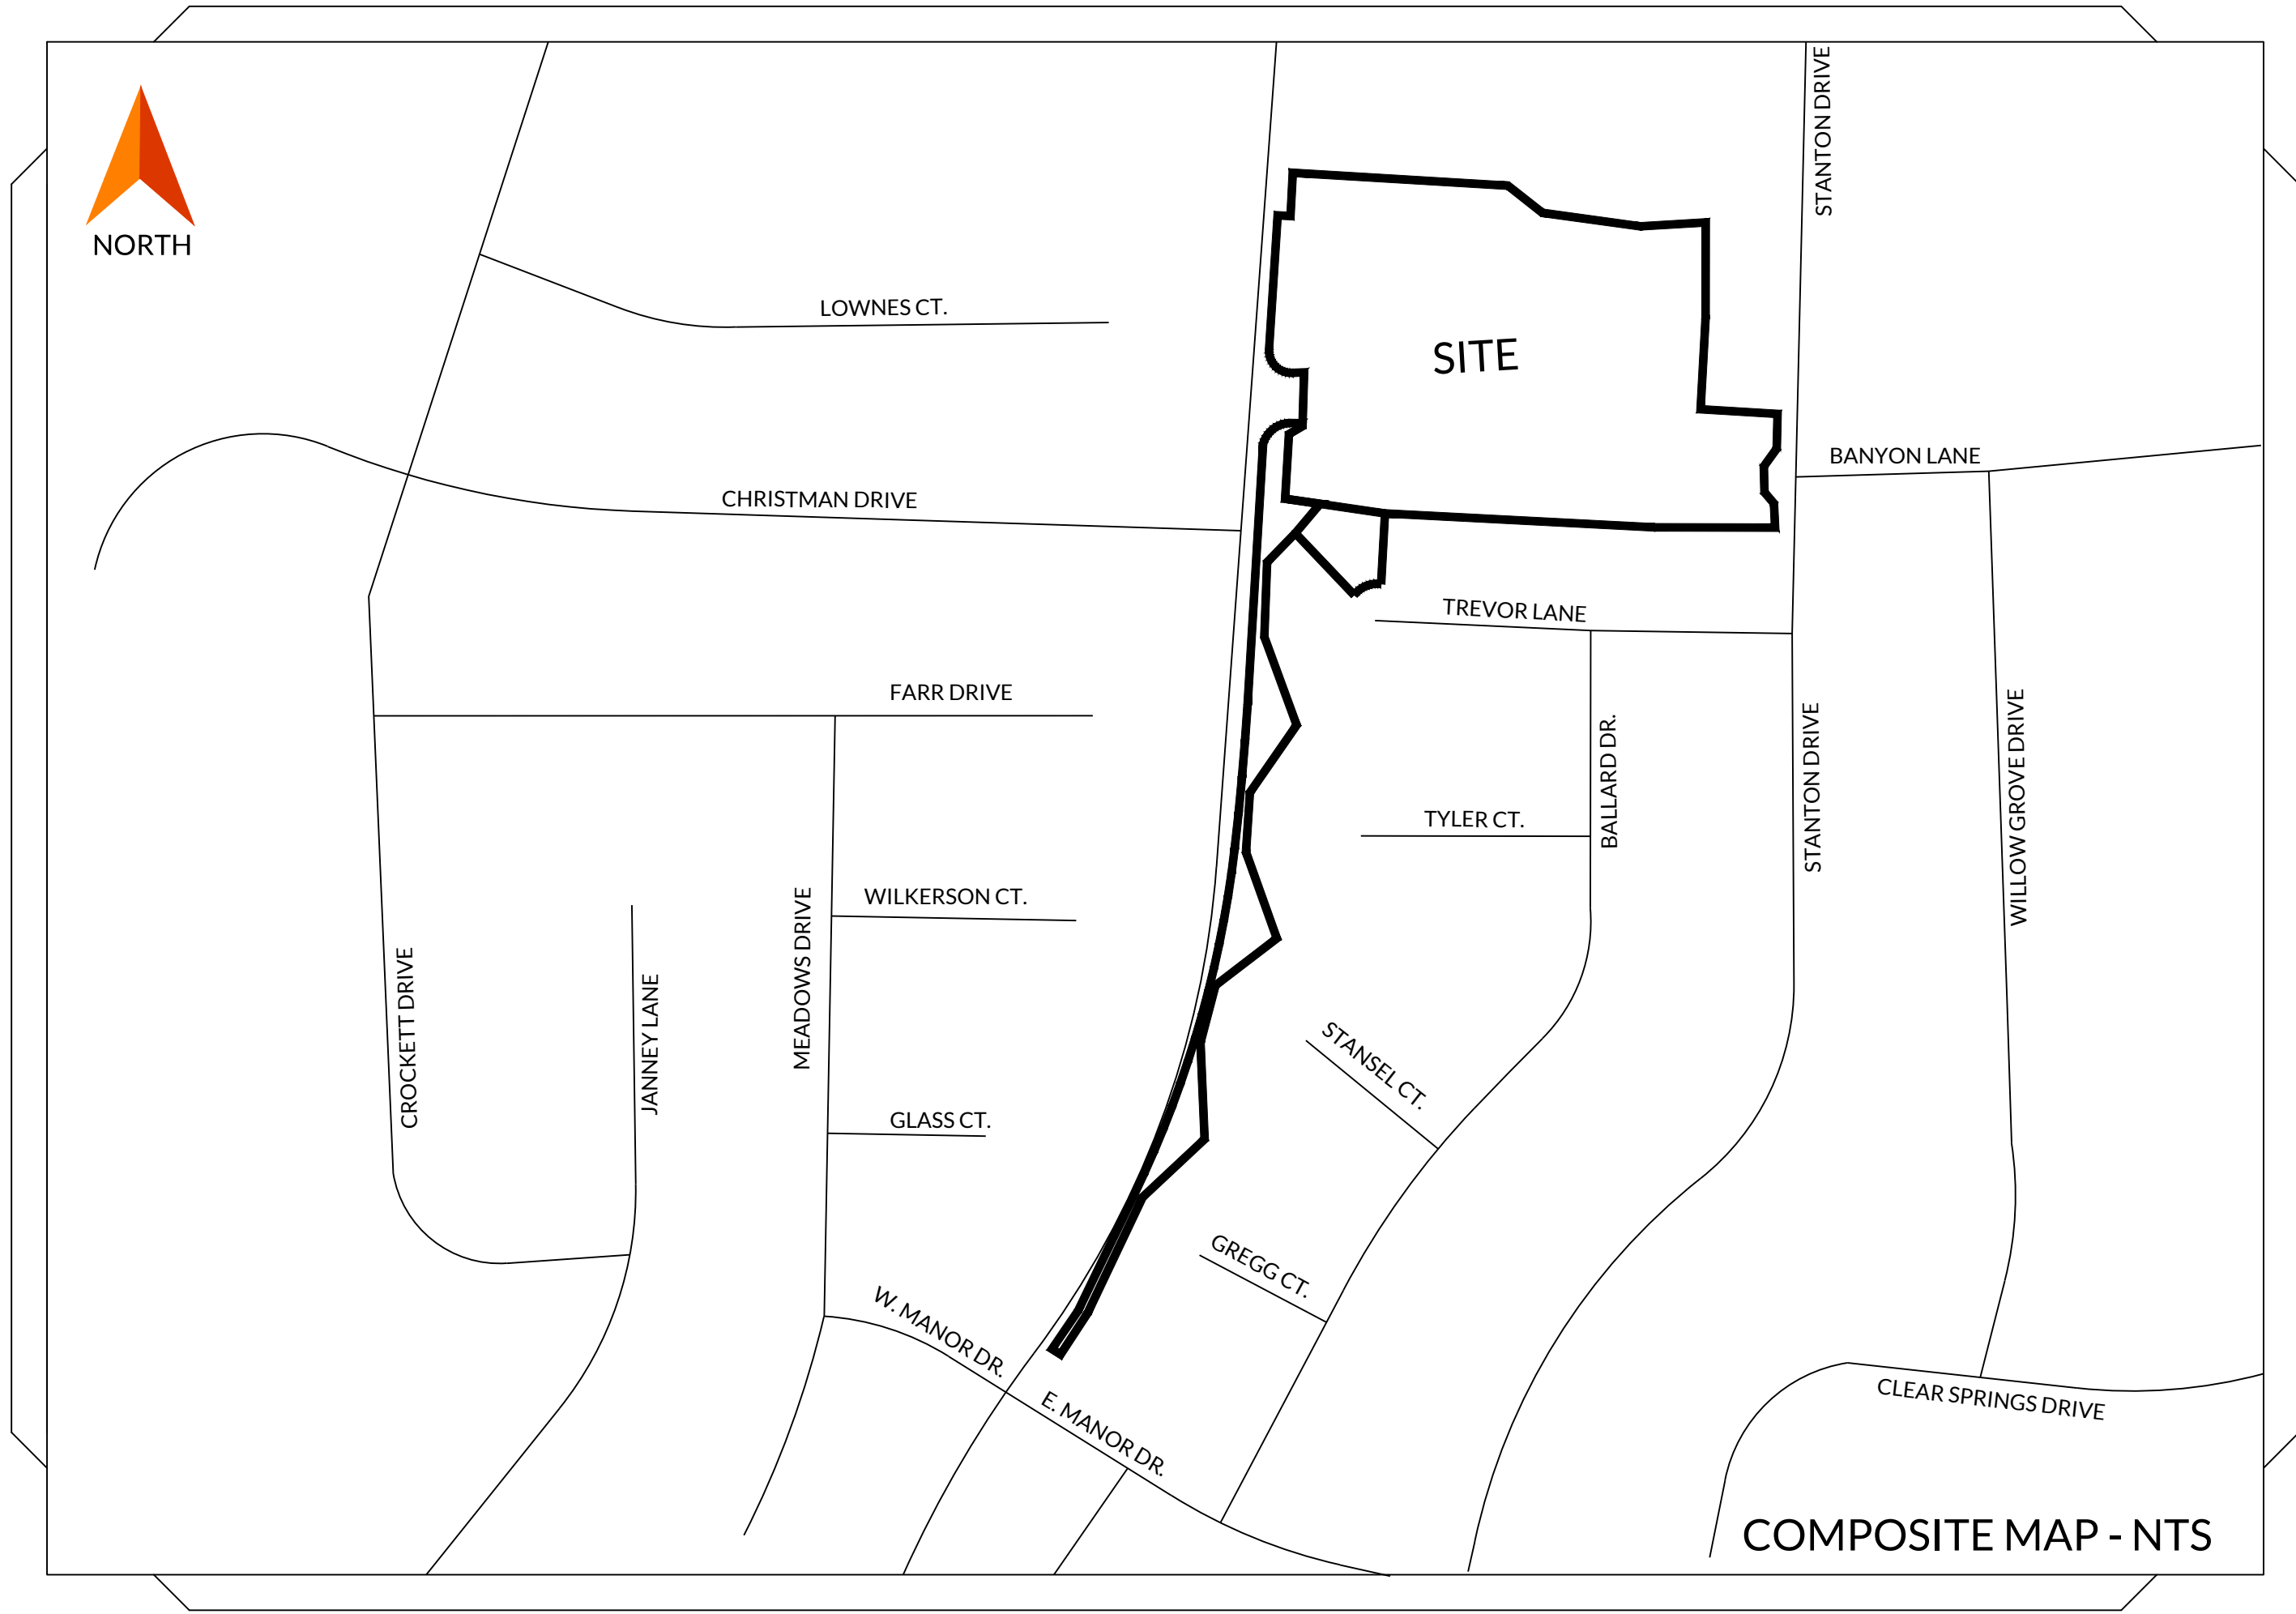 STANTON DRIVE
NORTH
LOWNES CT.
SITE
BANYON LANE
CHRISTMAN DRIVE
TREVOR LANE
FARR DRIVE
BALLARD DR.
STANTON DRIVE
WILLOW GROVE DRIVE
TYLER CT.
WILKERSON CT.
MEADOWS DRIVE
CROCKETT DRIVE
JANNEY LANE
STANSEL CT.
GLASS CT.
GREGG CT.
W. MANOR DR.
E. MANOR DR.
CLEAR SPRINGS DRIVE
COMPOSITE MAP - NTS